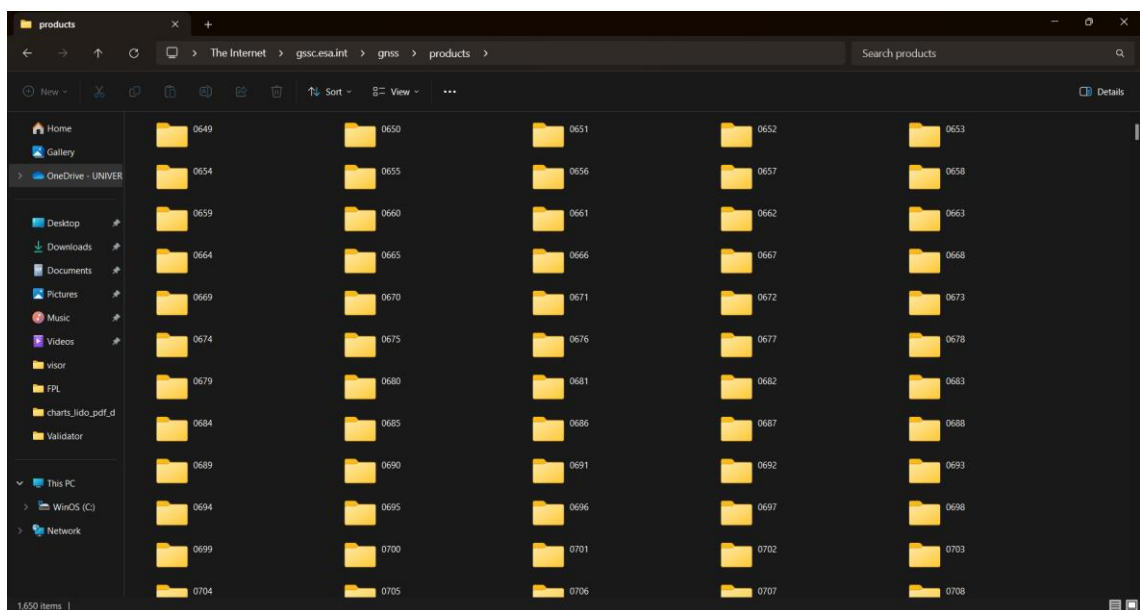 products
The Internet > gssc.esa.int > gnss > products >
Search products
New
Sort
View
Details
Home
Gallery
OneDrive - UNIVER
Desktop
Downloads
Documents
Pictures
Music
Videos
visor
FPL
charts_lido_pdf_d
Validator
This PC
WinOS (C:)
Network
0649 0650 0651 0652 0653
0654 0655 0656 0657 0658
0659 0660 0661 0662 0663
0664 0665 0666 0667 0668
0669 0670 0671 0672 0673
0674 0675 0676 0677 0678
0679 0680 0681 0682 0683
0684 0685 0686 0687 0688
0689 0690 0691 0692 0693
0694 0695 0696 0697 0698
0699 0700 0701 0702 0703
0704 0705 0706 0707 0708
1,650 items